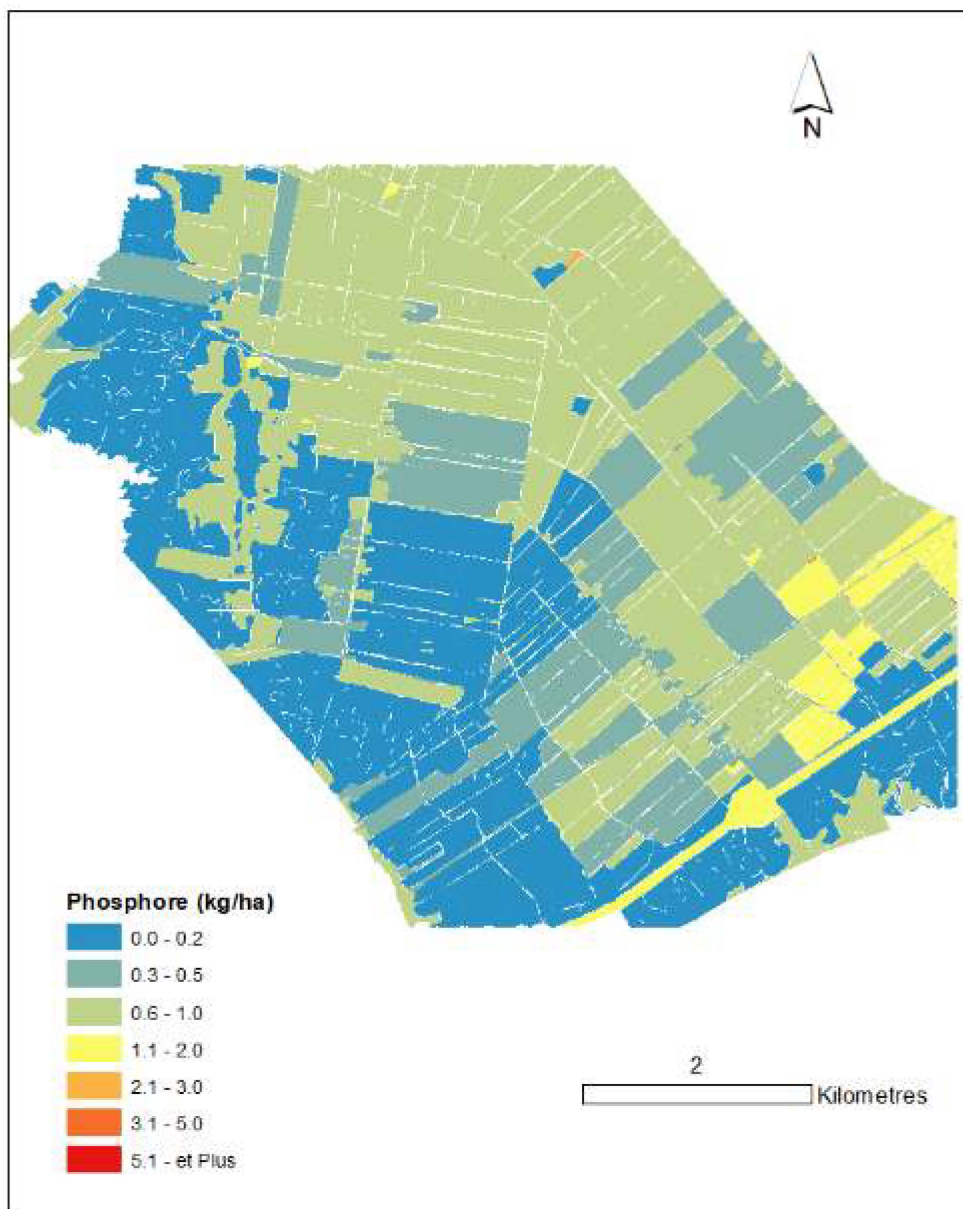 N
Phosphore (kg/ha)
0.0 - 0.2
0.3 - 0.5
0.6 - 1.0
1.1 - 2.0
2.1 - 3.0
3.1 - 5.0
5.1 - et Plus
2
Kilometres